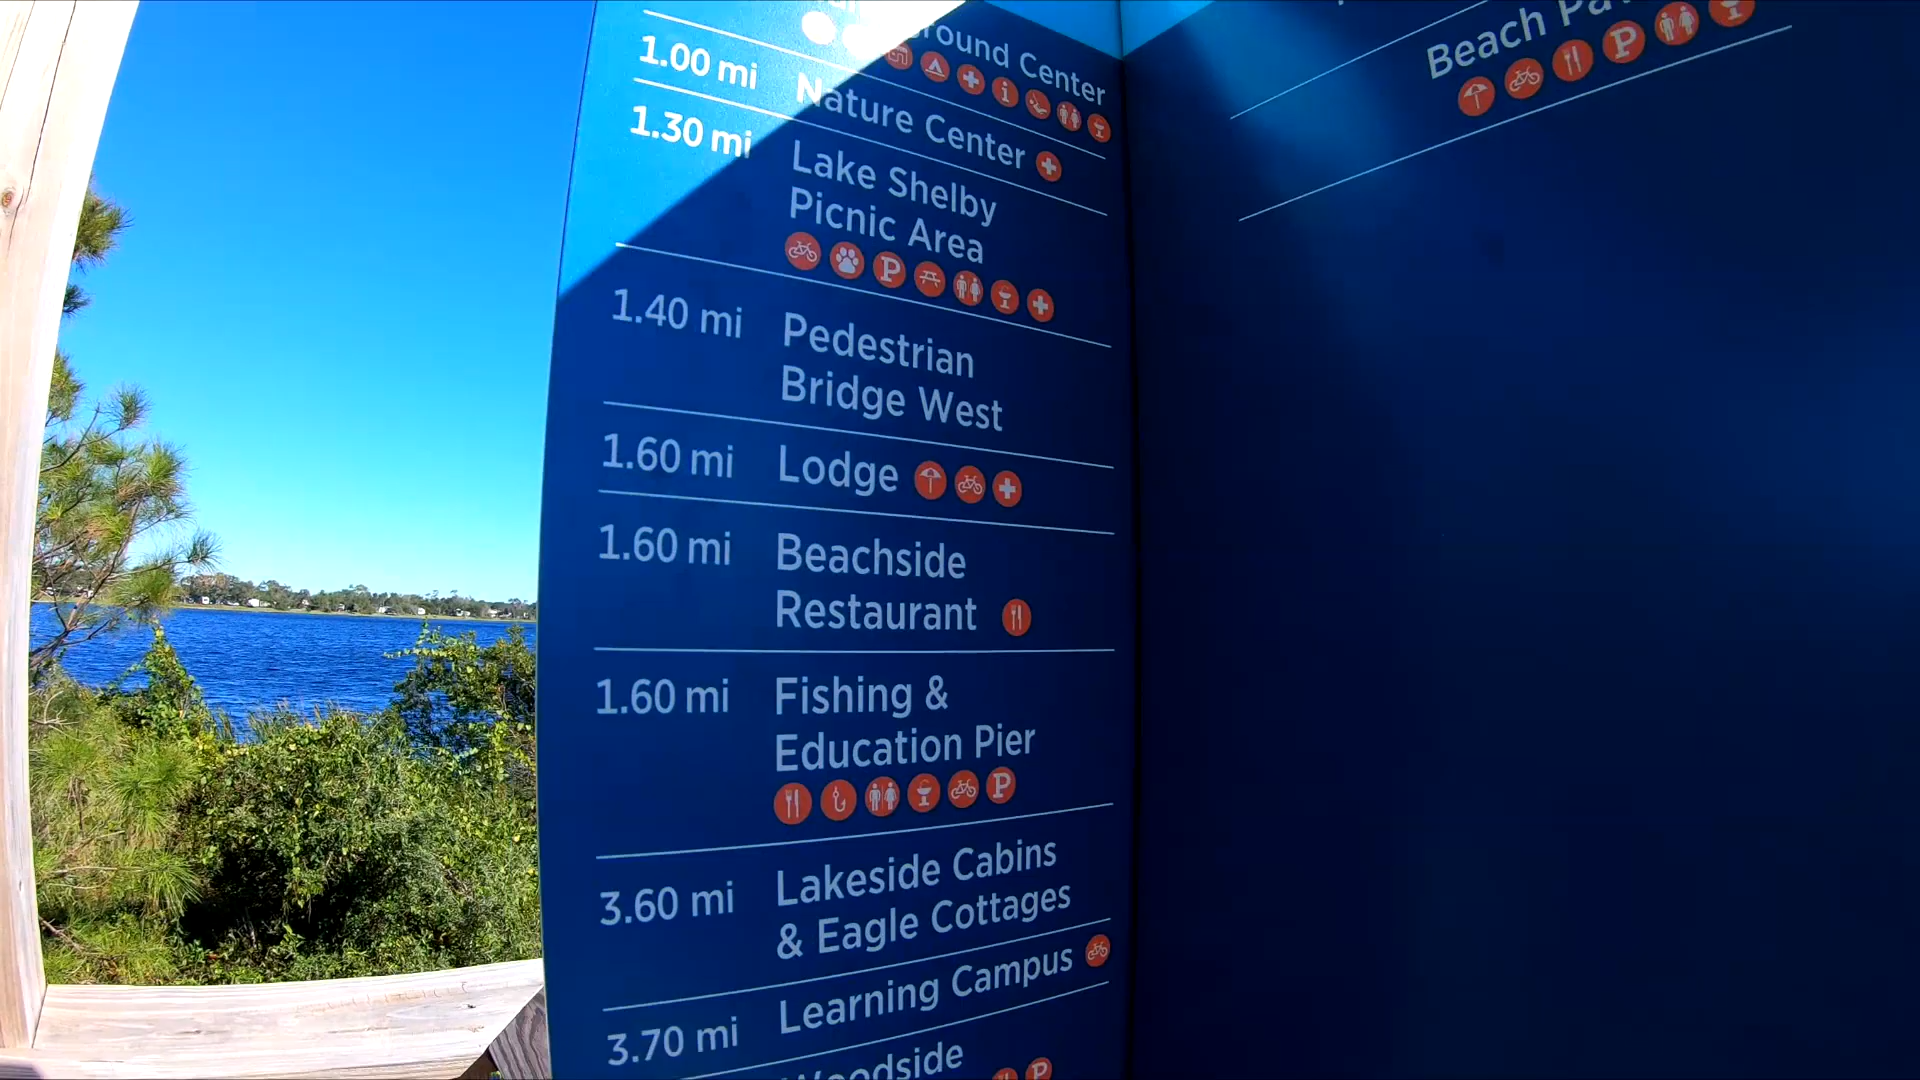 Center
1.00 mi Nature Center
1.30 mi Lake Shelby
Picnic Area
P
1.40 mi Pedestrian
Bridge West
1.60 mi Lodge
1.60 mi Beachside
Restaurant
1.60 mi Fishing &
Education Pier
P
3.60 mi Lakeside Cabins
& Eagle Cottages
3.70 mi Learning Campus
Woodside
P
Beach
P